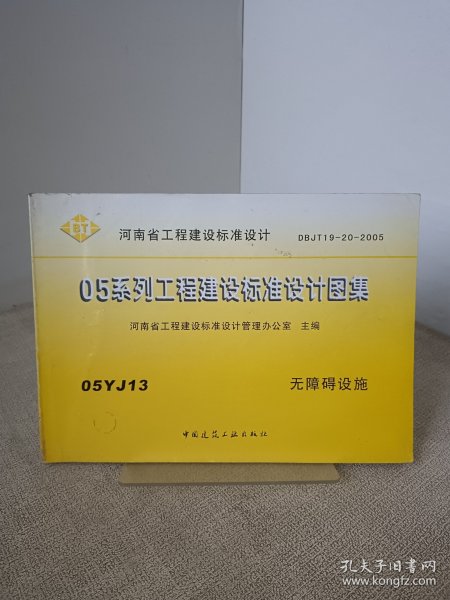 BT
河南省工程建设标准设计 DBJT19-20-2005
05系列工程建设标准设计图集
河南省工程建设标准设计管理办公室 主编
05YJ13 无障碍设施
中国建筑工业出版社
孔夫子旧书网
www.kongfz.com